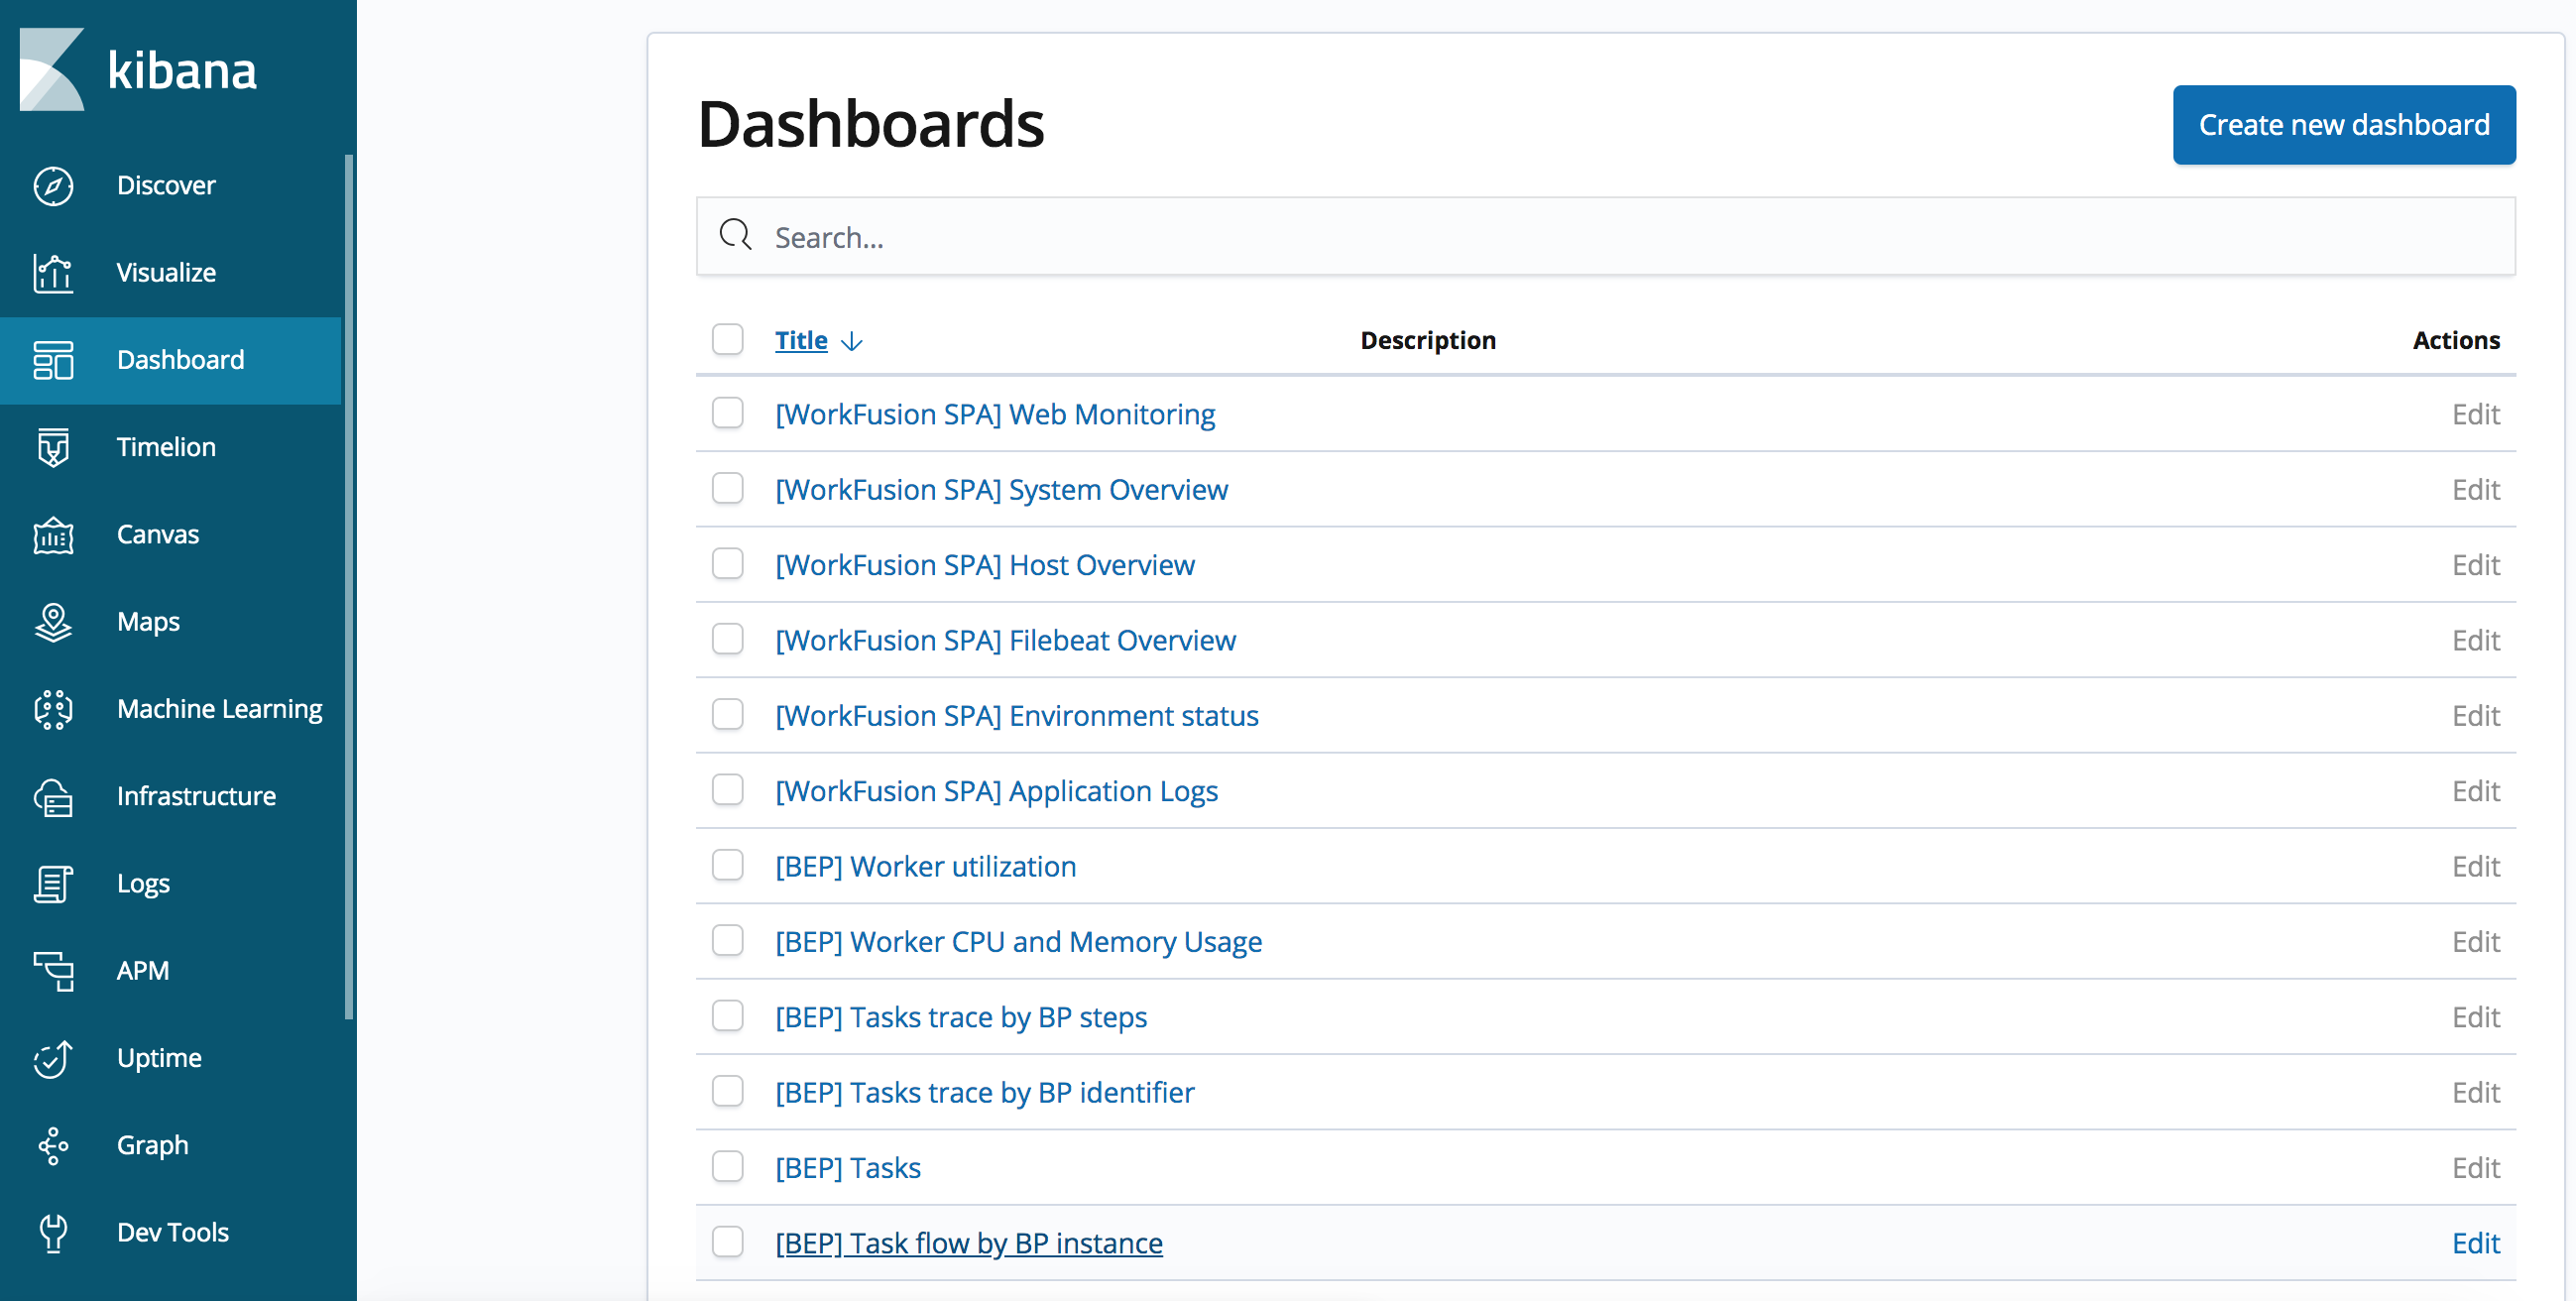 kibana
Discover
Visualize
Dashboard
Timelion
Canvas
Maps
Machine Learning
Infrastructure
Logs
APM
Uptime
Graph
Dev Tools
Dashboards
Create new dashboard
Search...
Title Description Actions
[WorkFusion SPA] Web Monitoring Edit
[WorkFusion SPA] System Overview Edit
[WorkFusion SPA] Host Overview Edit
[WorkFusion SPA] Filebeat Overview Edit
[WorkFusion SPA] Environment status Edit
[WorkFusion SPA] Application Logs Edit
[BEP] Worker utilization Edit
[BEP] Worker CPU and Memory Usage Edit
[BEP] Tasks trace by BP steps Edit
[BEP] Tasks trace by BP identifier Edit
[BEP] Tasks Edit
[BEP] Task flow by BP instance Edit